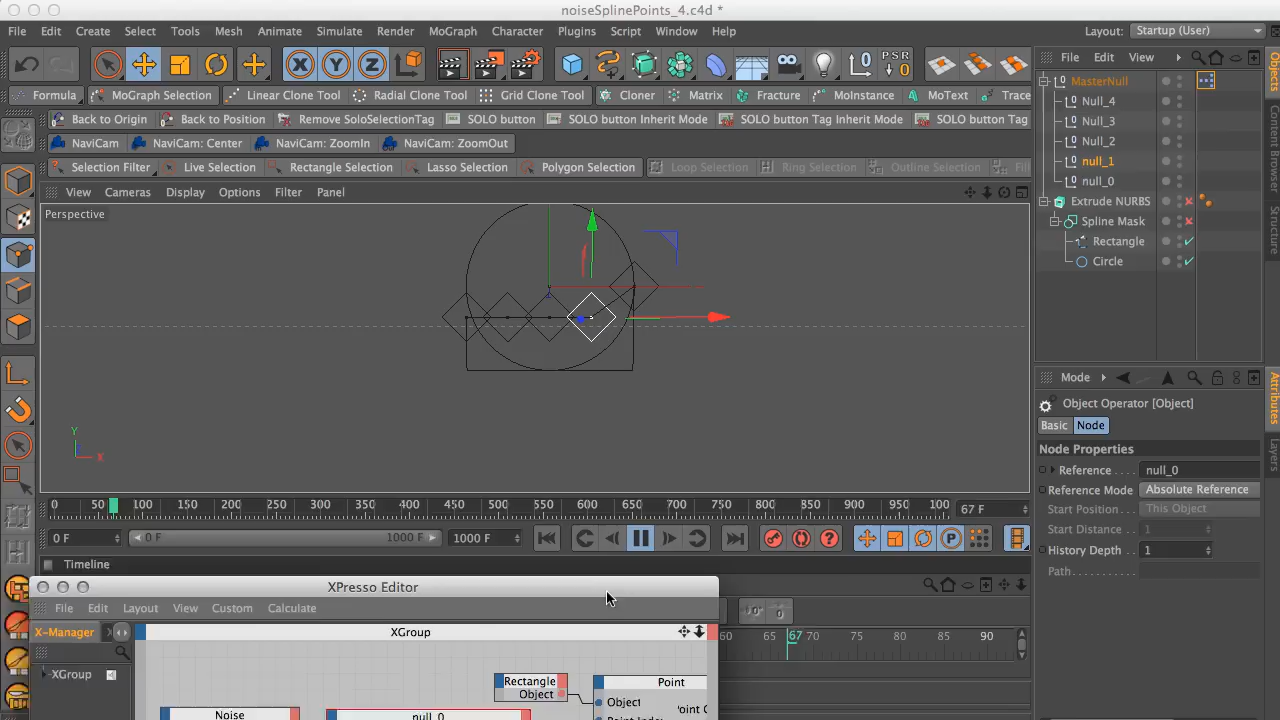 noiseSplinePoints_4.c4d *
File Edit Create Select Tools Mesh Animate Simulate Render MoGraph Character Plugins Script Window Help Layout: Startup (User)
X Y Z PSR 0
File Edit View
Formula MoGraph Selection Linear Clone Tool Radial Clone Tool Grid Clone Tool Cloner Matrix Fracture MoInstance MoText Trace
Back to Origin Back to Position Remove SoloSelectionTag SOLO button SOLO button Inherit Mode SOLO button Tag Inherit Mode SOLO button Tag
NaviCam NaviCam: Center NaviCam: ZoomIn NaviCam: ZoomOut
Selection Filter Live Selection Rectangle Selection Lasso Selection Polygon Selection Loop Selection Ring Selection Outline Selection Fill
View Cameras Display Options Filter Panel
Perspective
Y
X
MasterNull
Null_4
Null_3
Null_2
null_1
null_0
Extrude NURBS
Spline Mask
Rectangle
Circle
Objects
Content Browser
Structure
Mode
Object Operator [Object]
Basic Node
Node Properties
Reference null_0
Reference Mode Absolute Reference
Start Position This Object
Start Distance 1
History Depth 1
Path
Attributes
Layers
0 50 100 150 200 250 300 350 400 450 500 550 600 650 700 750 800 850 900 950 100 67 F
0 F 0 F 1000 F 1000 F
Timeline
XPresso Editor
File Edit Layout View Custom Calculate
X-Manager X XGroup
XGroup
60 65 67 70 75 80 85 90
Rectangle
Object
Point
Object
Point Index
Point C
Noise
null_0